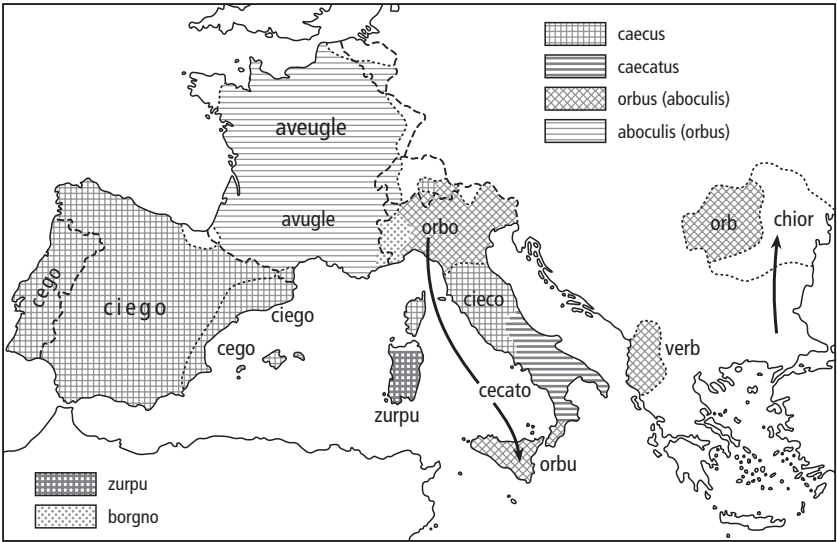 caecus
caecatus
orbus (aboculis)
aboculis (orbus)
aveugle
avugle
orbo
orb
chior
cego
ciego
cieco
ciego
cego
verb
cecato
zurpu
orbu
zurpu
borgno